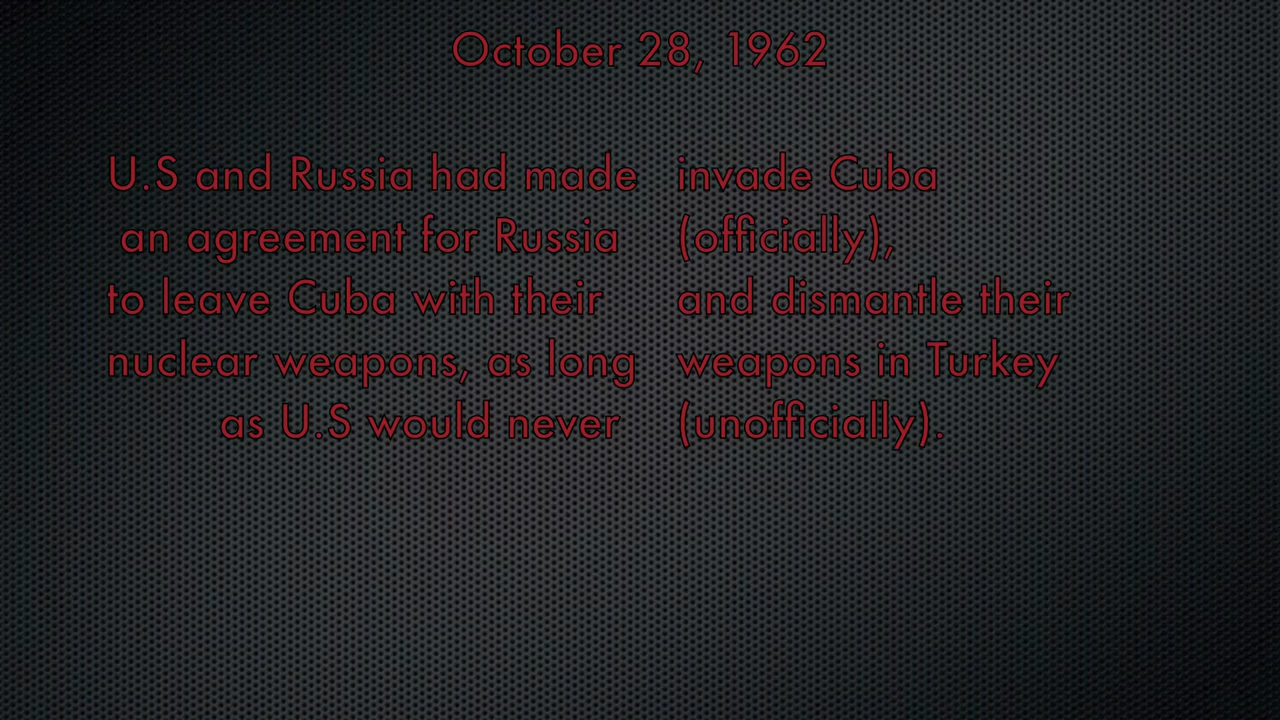 October 28, 1962
U.S and Russia had made
an agreement for Russia
to leave Cuba with their
nuclear weapons, as long
as U.S would never
invade Cuba
(officially),
and dismantle their
weapons in Turkey
(unofficially).